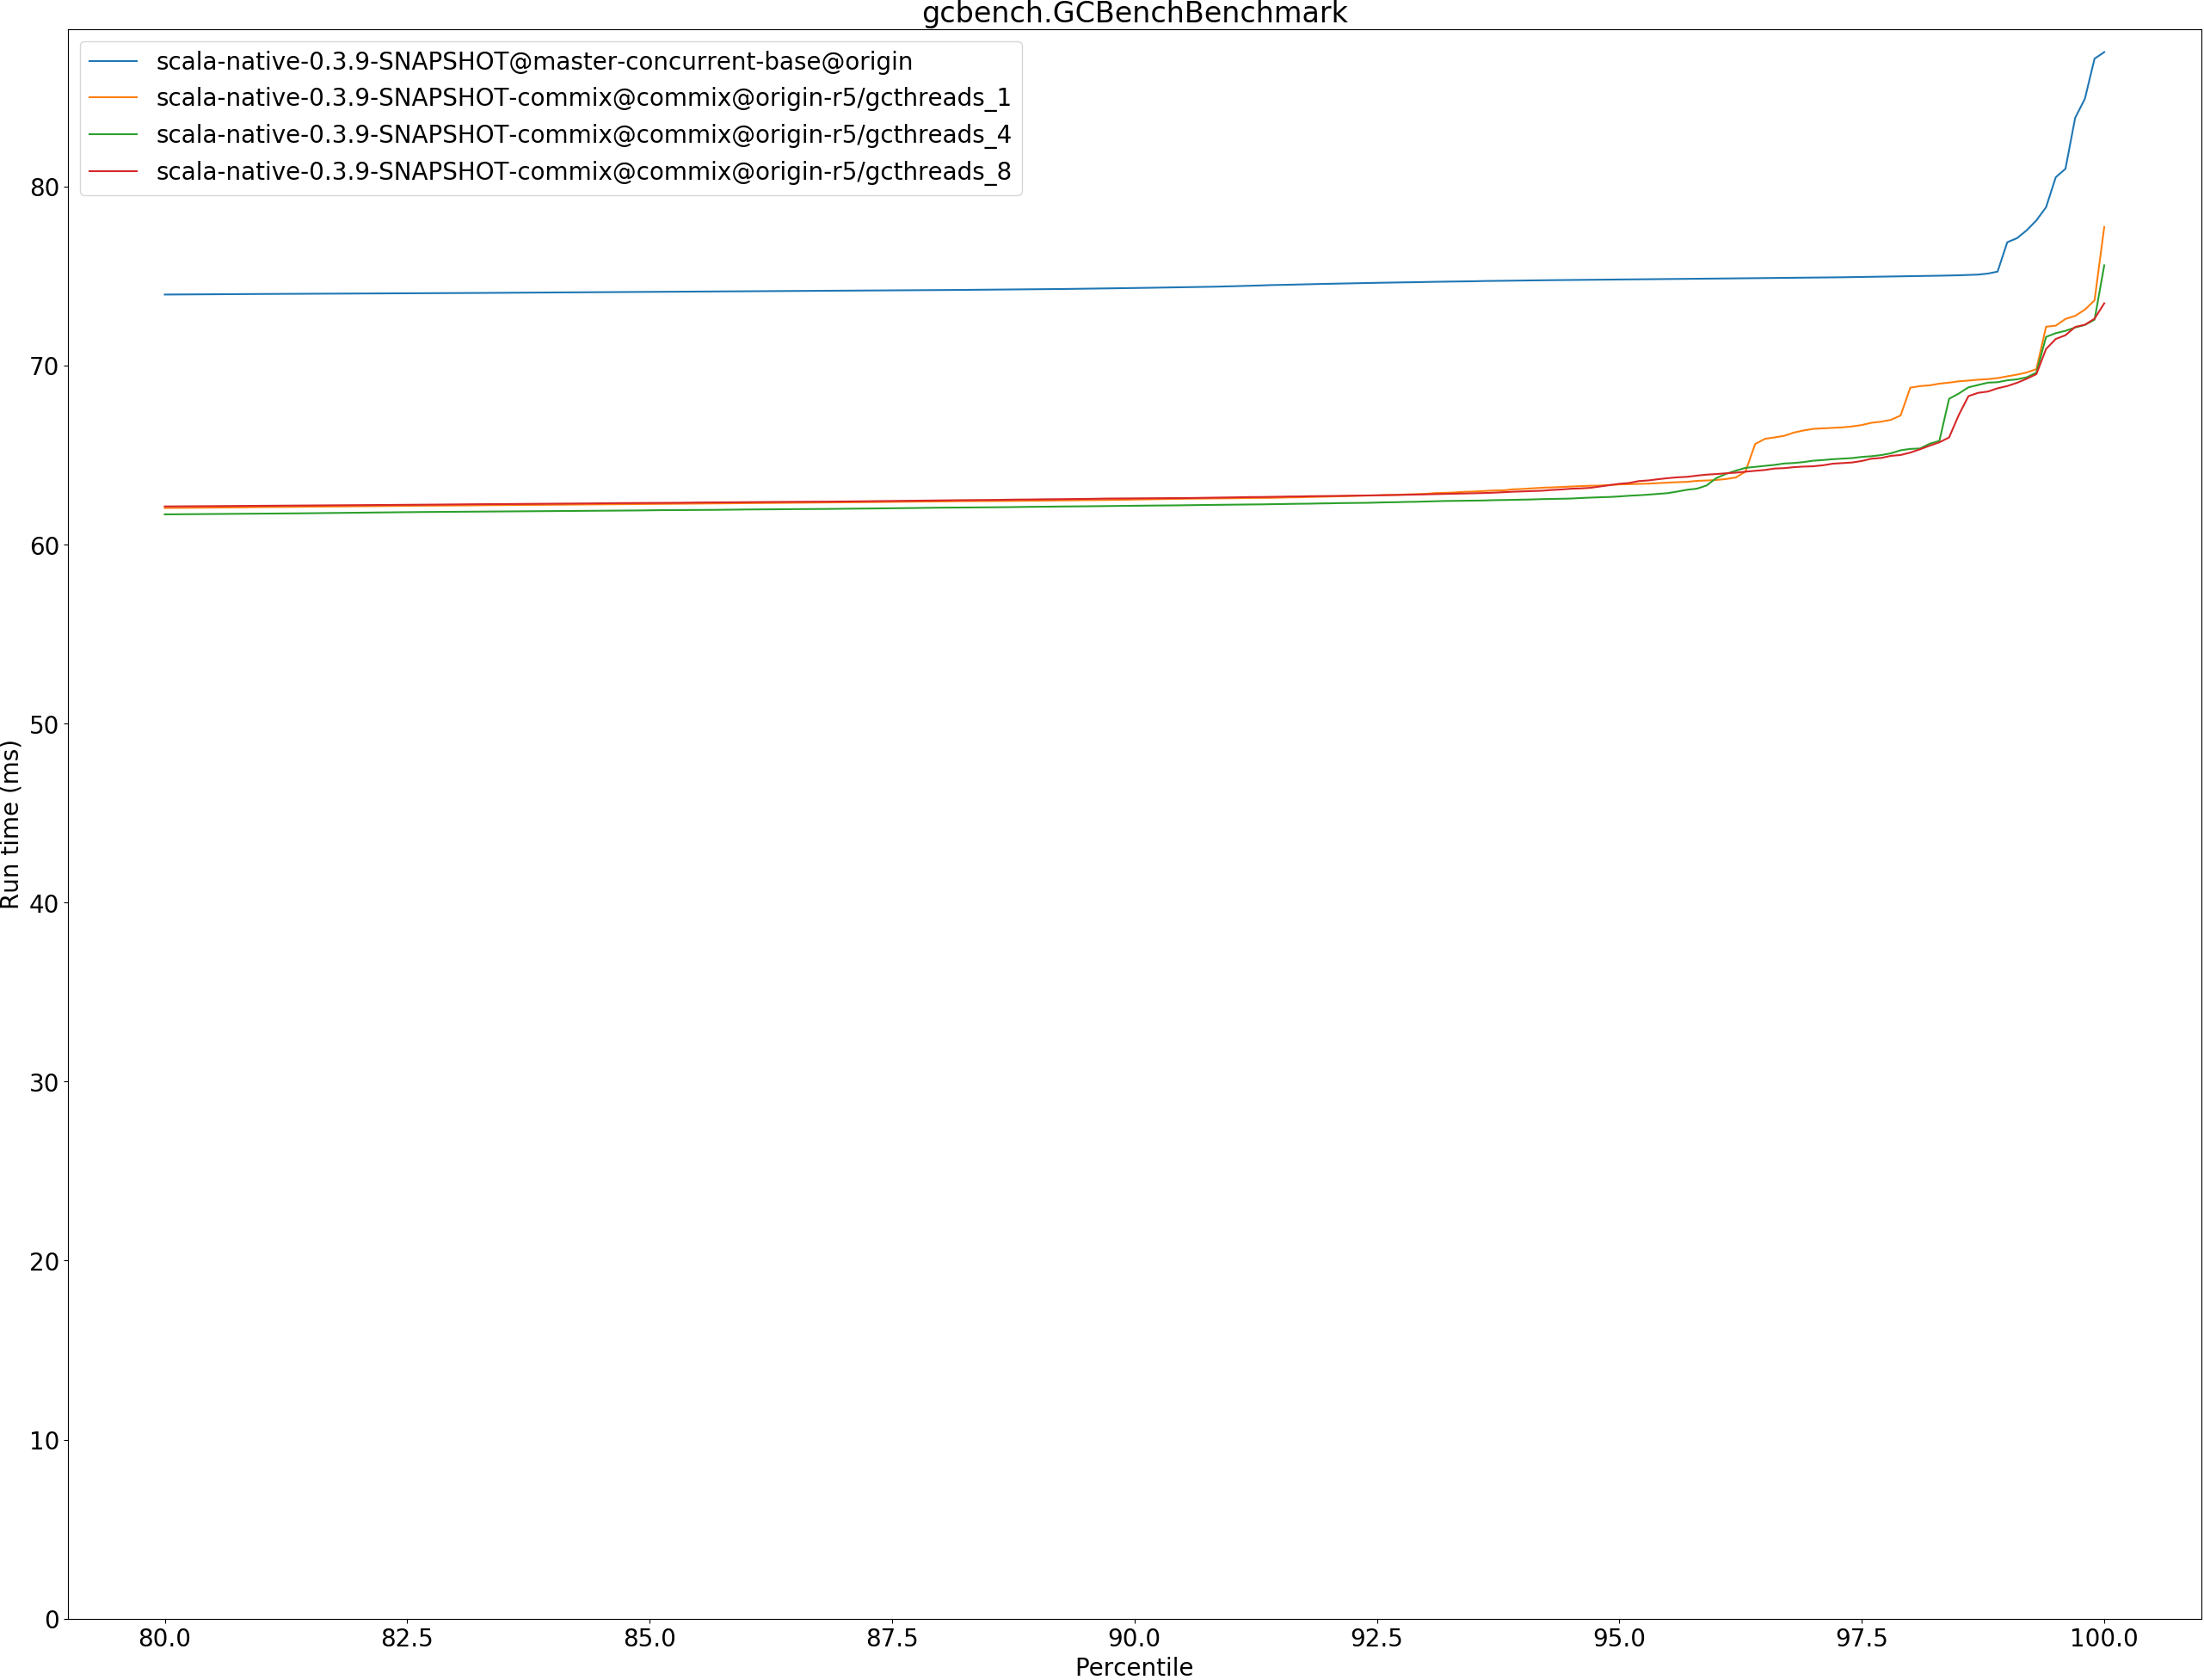 gcbench.GCBenchBenchmark
scala-native-0.3.9-SNAPSHOT@master-concurrent-base@origin
scala-native-0.3.9-SNAPSHOT-commix@commix@origin-r5/gcthreads_1
scala-native-0.3.9-SNAPSHOT-commix@commix@origin-r5/gcthreads_4
scala-native-0.3.9-SNAPSHOT-commix@commix@origin-r5/gcthreads_8
80
70
60
50
40
30
20
10
0
Run time (ms)
80.0 82.5 85.0 87.5 90.0 92.5 95.0 97.5 100.0
Percentile